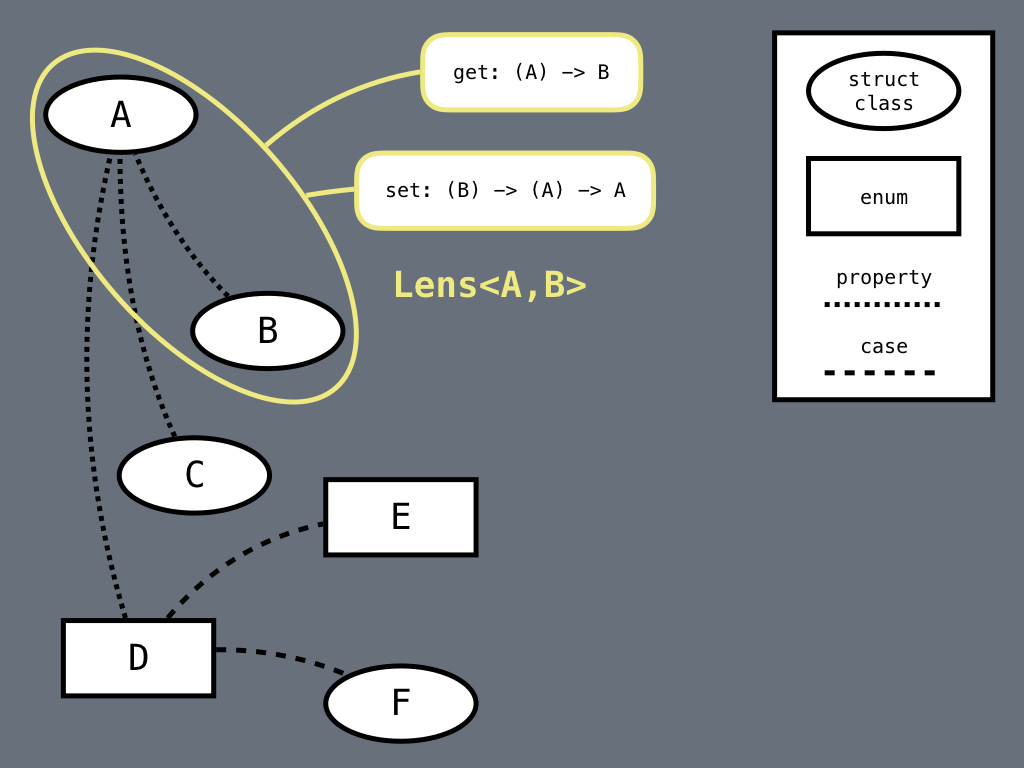 A
get: (A) —> B
set: (B) —> (A) —> A
Lens<A,B>
B
C
E
D
F
struct
class
enum
property
case